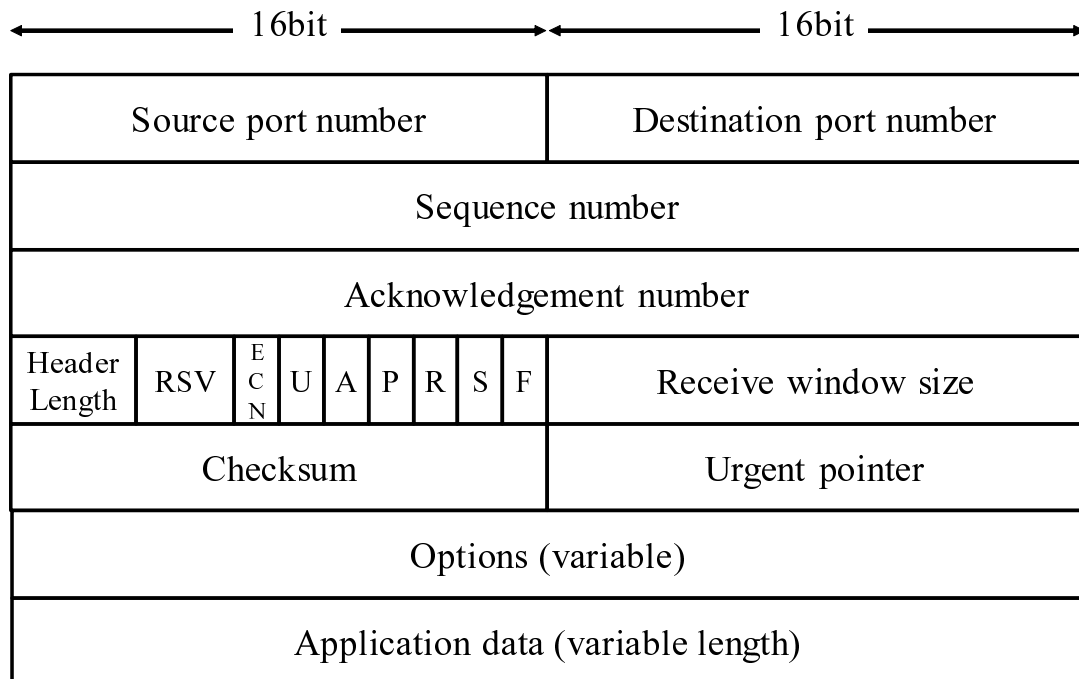 16bit 16bit
Source port number Destination port number
Sequence number
Acknowledgement number
Header Length RSV ECN U A P R S F Receive window size
Checksum Urgent pointer
Options (variable)
Application data (variable length)